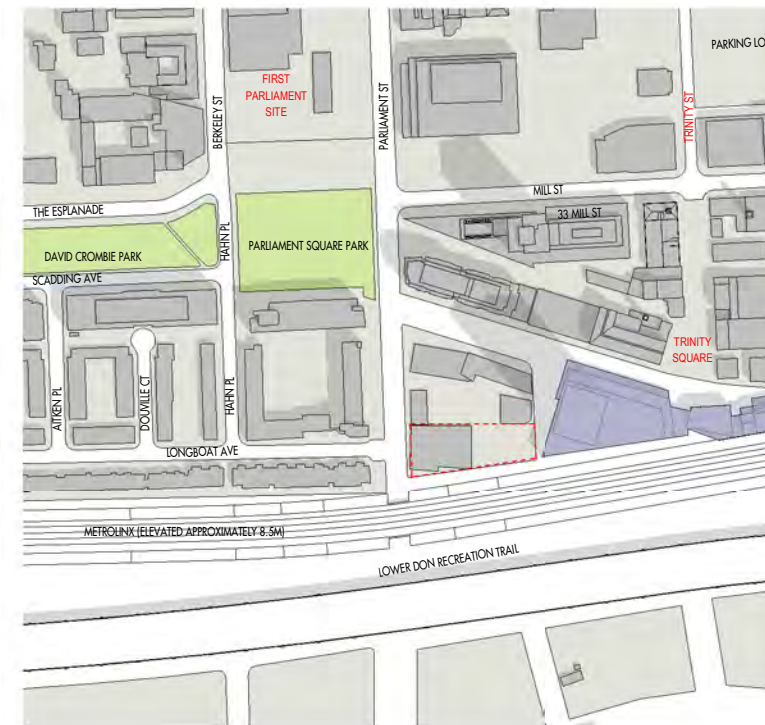 PARKING LO
FIRST
PARLIAMENT
SITE
BERKELEY ST
PARLIAMENT ST
TRINITY ST
MILL ST
THE ESPLANADE
33 MILL ST
HAHN PL
DAVID CROMBIE PARK
PARLIAMENT SQUARE PARK
SCADDING AVE
TRINITY
SQUARE
AITKEN PL
DOUVILLE CT
HAHN PL
LONGBOAT AVE
METROLINX (ELEVATED APPROXIMATELY 8.5M)
LOWER DON RECREATION TRAIL